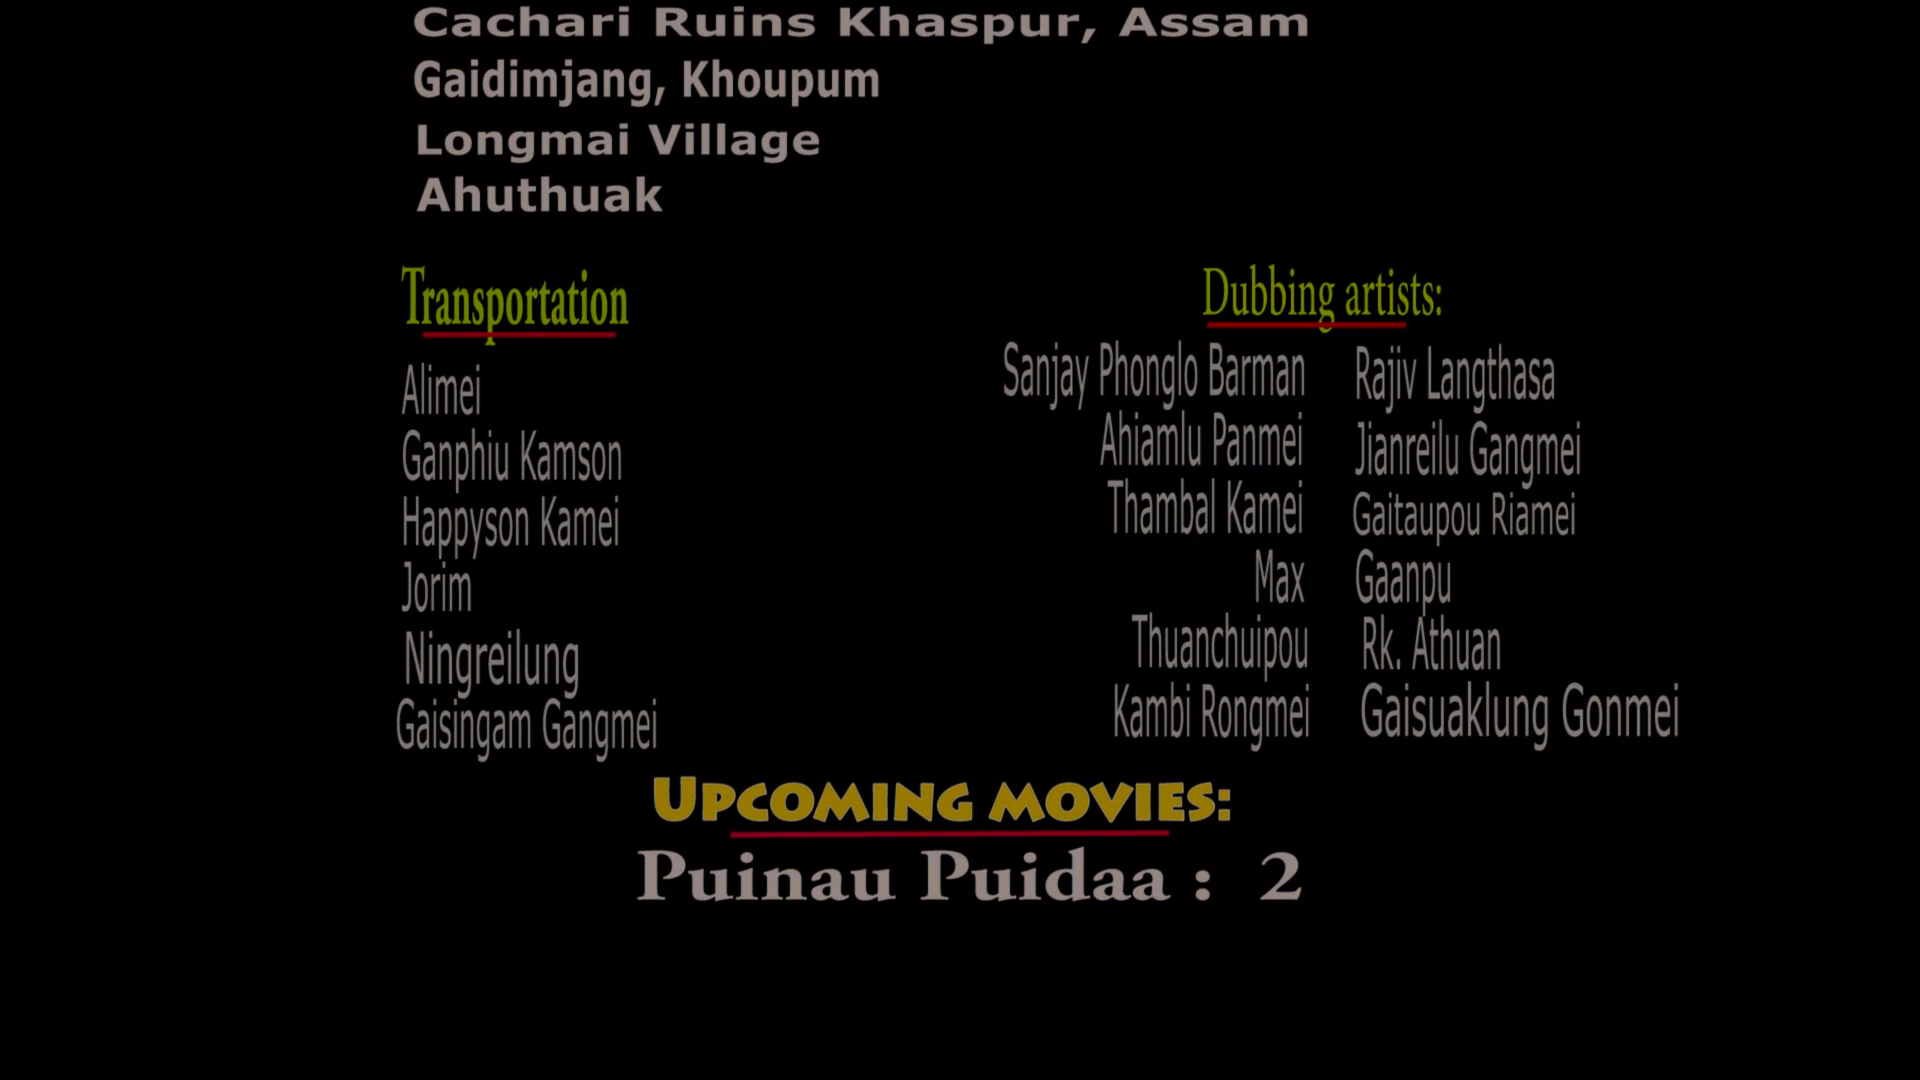 Cachari Ruins Khaspur, Assam
Gaidimjang, Khoupum
Longmai Village
Ahuthuak
Transportation
Alimei
Ganphiu Kamson
Happyson Kamei
Jorim
Ningreilung
Gaisingam Gangmei
Dubbing artists:
Sanjay Phonglo Barman Rajiv Langthasa
Ahiamlu Panmei Jianreilu Gangmei
Thambal Kamei Gaitaupou Riamei
Max Gaanpu
Thuanchuipou Rk. Athuan
Kambi Rongmei Gaisuaklung Gonmei
Upcoming movies:
Puinau Puidaa : 2